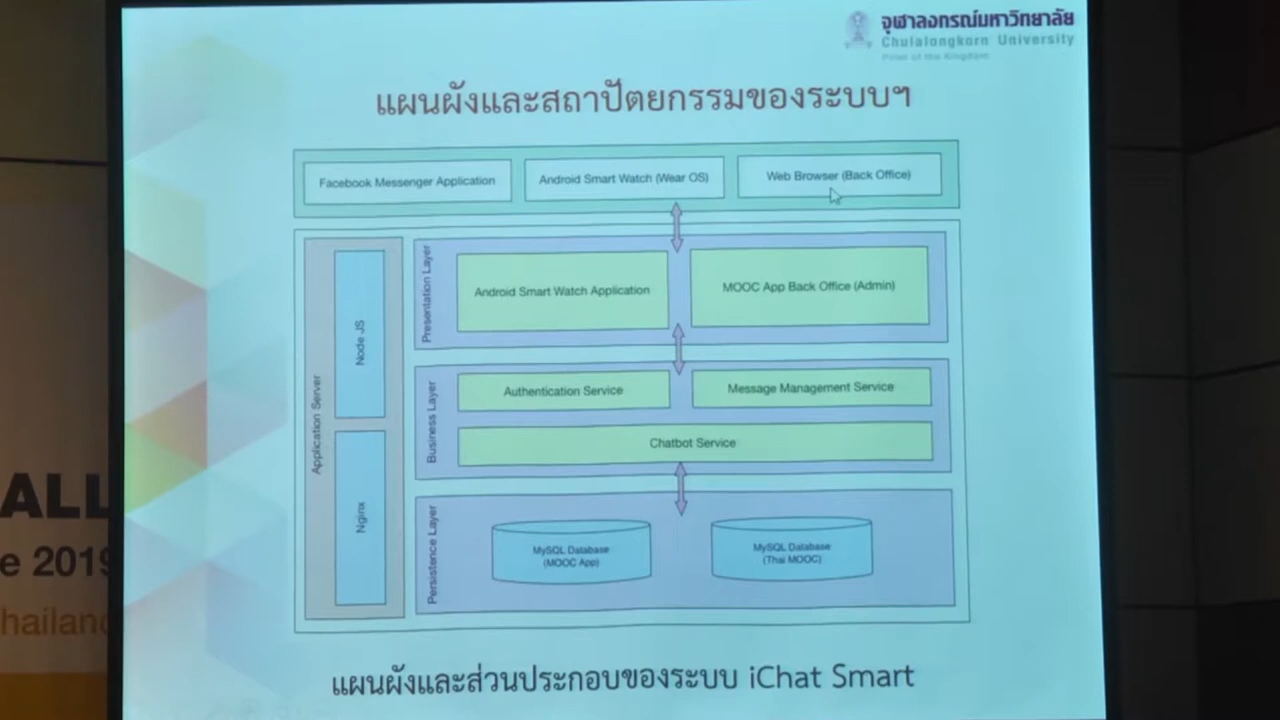 จุฬาลงกรณ์มหาวิทยาลัย
Chulalongkorn University
Pillar of the Kingdom
แผนผังและสถาปัตยกรรมของระบบฯ
Facebook Messenger Application
Android Smart Watch (Wear OS)
Web Browser (Back Office)
Application Server
Node JS
Nginx
Presentation Layer
Android Smart Watch Application
MOOC App Back Office (Admin)
Business Layer
Authentication Service
Message Management Service
Chatbot Service
Persistence Layer
MySQL Database
(MOOC App)
MySQL Database
(Thai MOOC)
แผนผังและส่วนประกอบของระบบ iChat Smart
ALL
e 2019
hailand